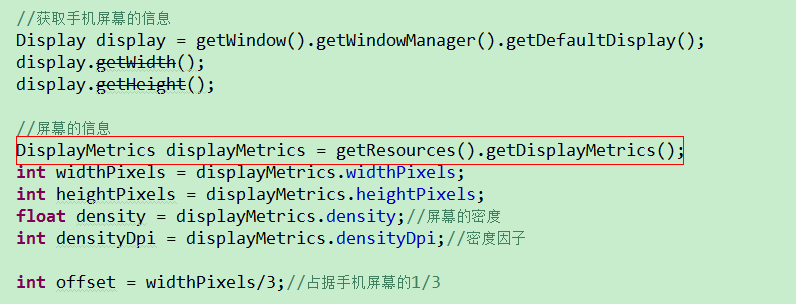 //获取手机屏幕的信息
Display display = getWindow().getWindowManager().getDefaultDisplay();
display.getWidth();
display.getHeight();
//屏幕的信息
DisplayMetrics displayMetrics = getResources().getDisplayMetrics();
int widthPixels = displayMetrics.widthPixels;
int heightPixels = displayMetrics.heightPixels;
float density = displayMetrics.density;//屏幕的密度
int densityDpi = displayMetrics.densityDpi;//密度因子
int offset = widthPixels/3;//占据手机屏幕的1/3